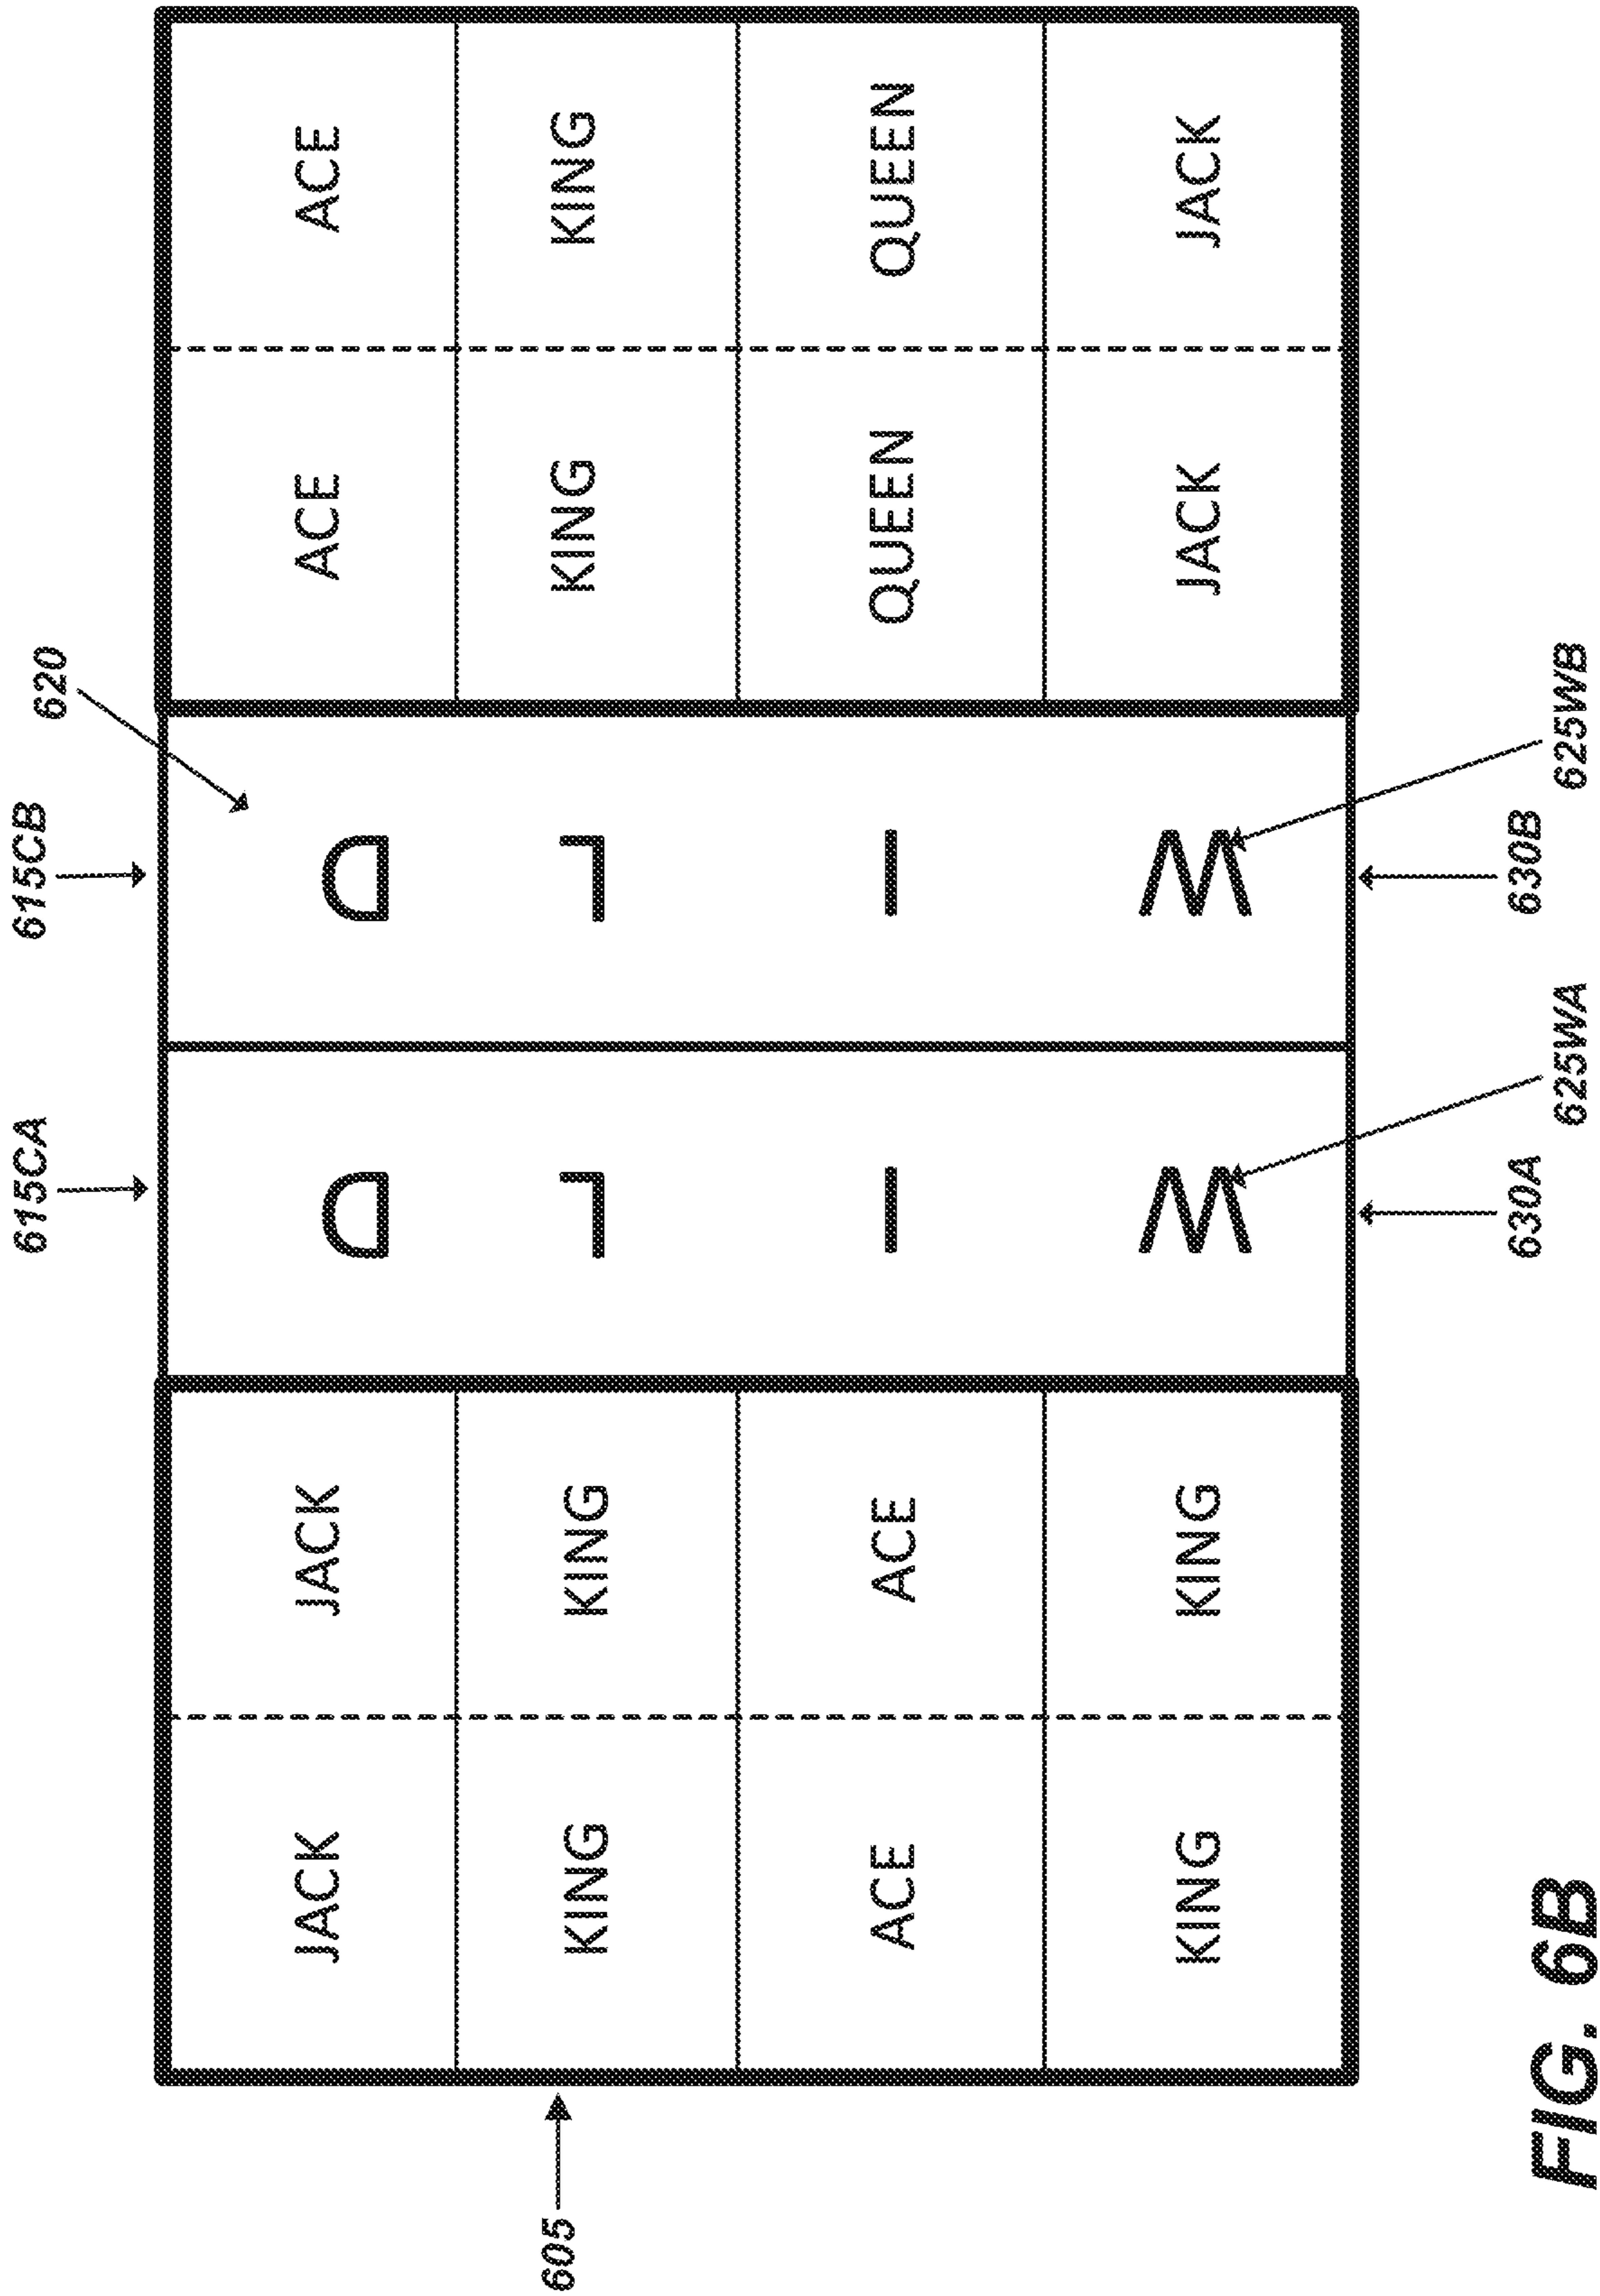 615CA 615CB 620
JACK JACK D D ACE ACE
605 KING KING L L KING KING
ACE ACE I I QUEEN QUEEN
KING KING W W JACK JACK
630A 625WA 630B 625WB
FIG. 6B